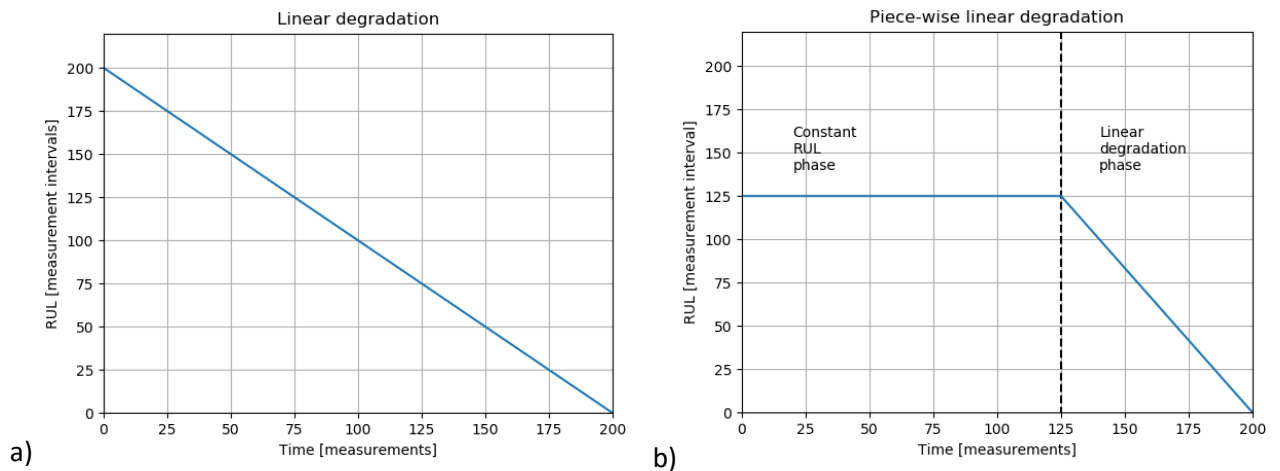 Linear degradation
RUL [measurement intervals]
200
175
150
125
100
75
50
25
0
0
25
50
75
100
125
150
175
200
Time [measurements]
a)
Piece-wise linear degradation
RUL [measurement interval]
200
175
150
125
100
75
50
25
0
Constant
RUL
phase
Linear
degradation
phase
0
25
50
75
100
125
150
175
200
Time [measurements]
b)